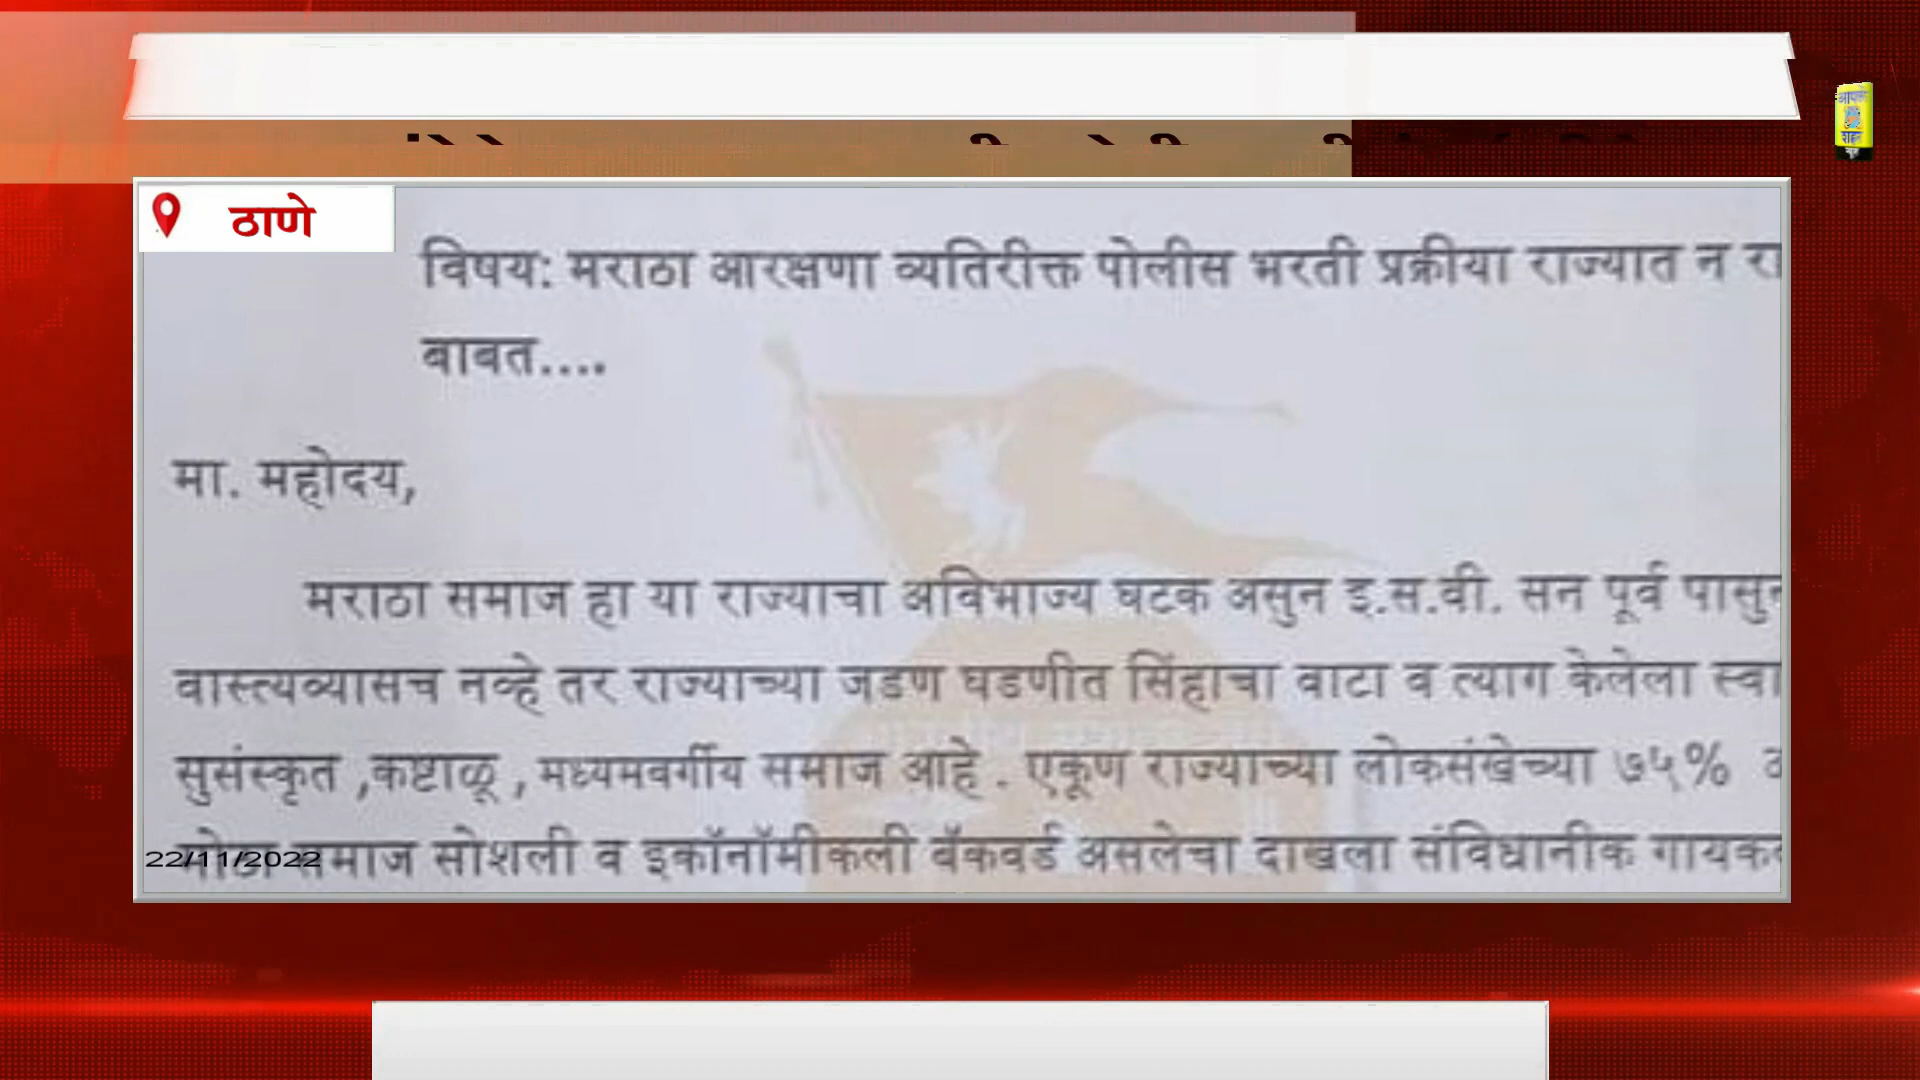 ठाणे
विषय: मराठा आरक्षणा व्यतिरीक्त पोलीस भरती प्रक्रीया राज्यात न
बाबत....
मा. महोदय,
मराठा समाज हा या राज्याचा अविभाज्य घटक असुन इ.स.वी. सन पूर्व
वास्त्यव्यासच नव्हे तर राज्याच्या जडण घडणीत सिंहाचा वाटा व त्याग केलेला
सुसंस्कृत ,कष्टाळू , मध्यमवर्गीय समाज आहे . एकूण राज्याच्या लोकसंखेच्या ७५%
समाज सोशली व इकॉनॉमीकली बॅकवर्ड असलेचा दाखला संविधानीक
22/11/2022